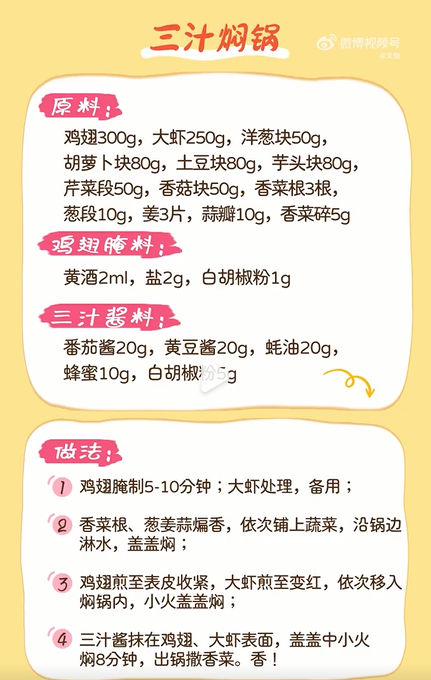 三汁焖锅
微博视频号
原料：
鸡翅300g，大虾250g，洋葱块50g，
胡萝卜块80g，土豆块80g，芋头块80g，
芹菜段50g，香菇块50g，香菜根3根，
葱段10g，姜3片，蒜瓣10g，香菜碎5g
鸡翅腌料：
黄酒2ml，盐2g，白胡椒粉1g
三汁酱料：
番茄酱20g，黄豆酱20g，蚝油20g，
蜂蜜10g，白胡椒粉5g
做法：
1 鸡翅腌制5-10分钟；大虾处理，备用；
2 香菜根、葱姜蒜煸香，依次铺上蔬菜，沿锅边
淋水，盖盖焖；
3 鸡翅煎至表皮收紧，大虾煎至变红，依次移入
焖锅内，小火盖盖焖；
4 三汁酱抹在鸡翅、大虾表面，盖盖中小火
焖8分钟，出锅撒香菜。香！